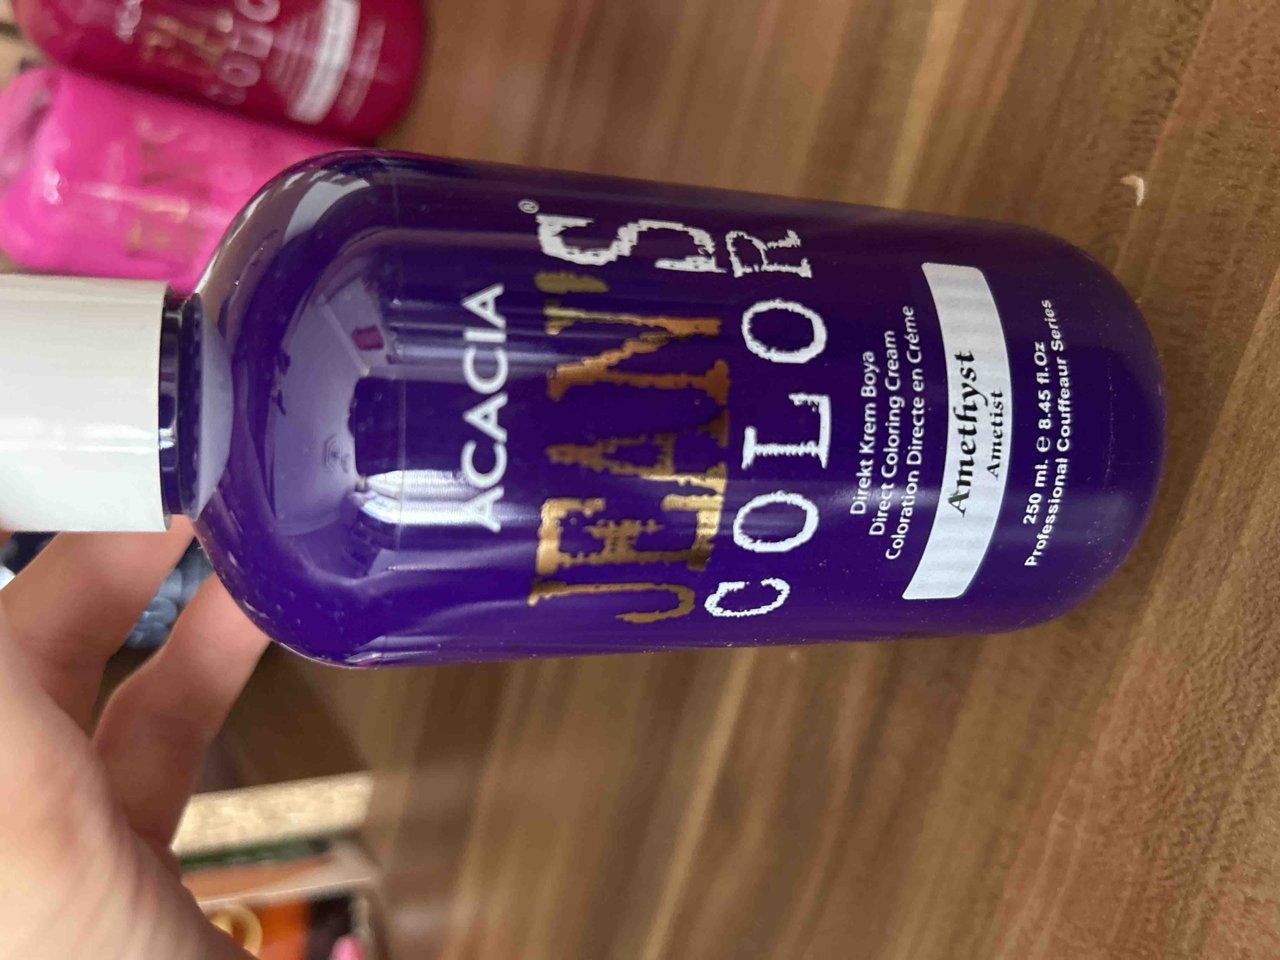 ACACIA
JEAN'S®
COLOR
Direkt Krem Boya
Direct Coloring Cream
Coloration Directe en Créme
Amethyst
Ametist
250 ml. ℮ 8.45 fl.Oz
Professional Couffeaur Series